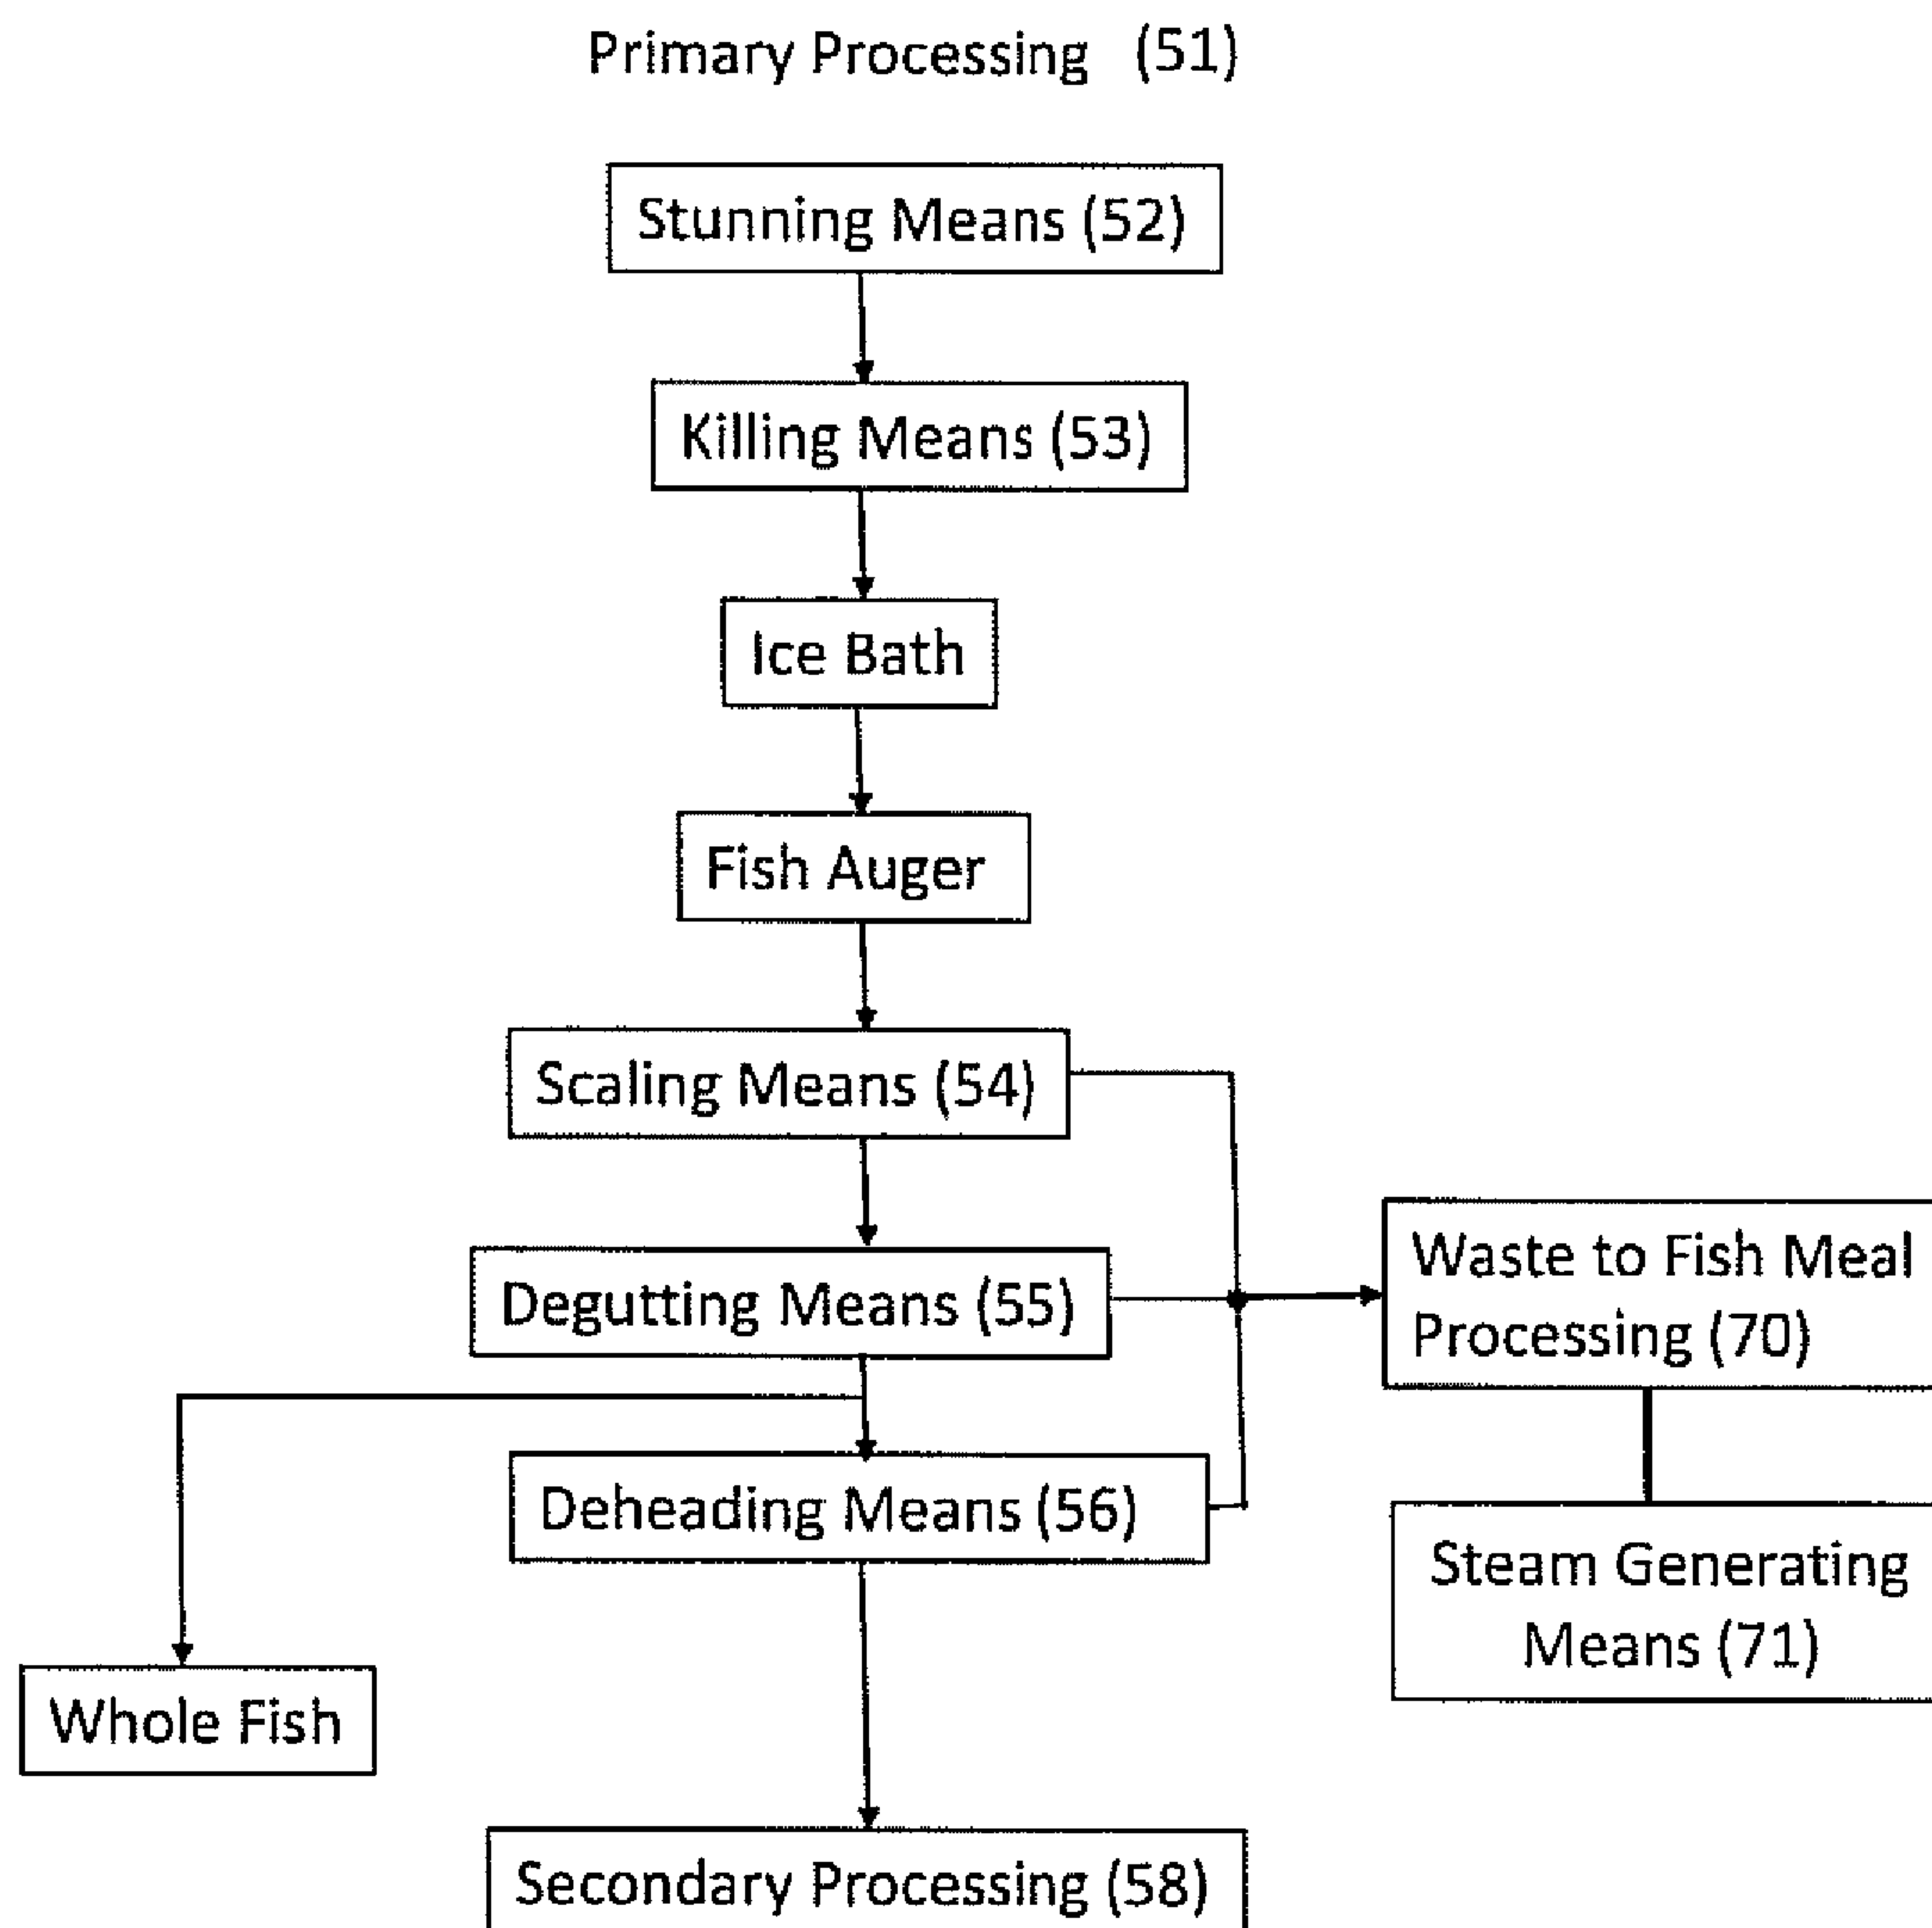 Primary Processing (51)
Stunning Means (52)
Killing Means (53)
Ice Bath
Fish Auger
Scaling Means (54)
Degutting Means (55)
Waste to Fish Meal
Processing (70)
Deheading Means (56)
Steam Generating
Means (71)
Whole Fish
Secondary Processing (58)